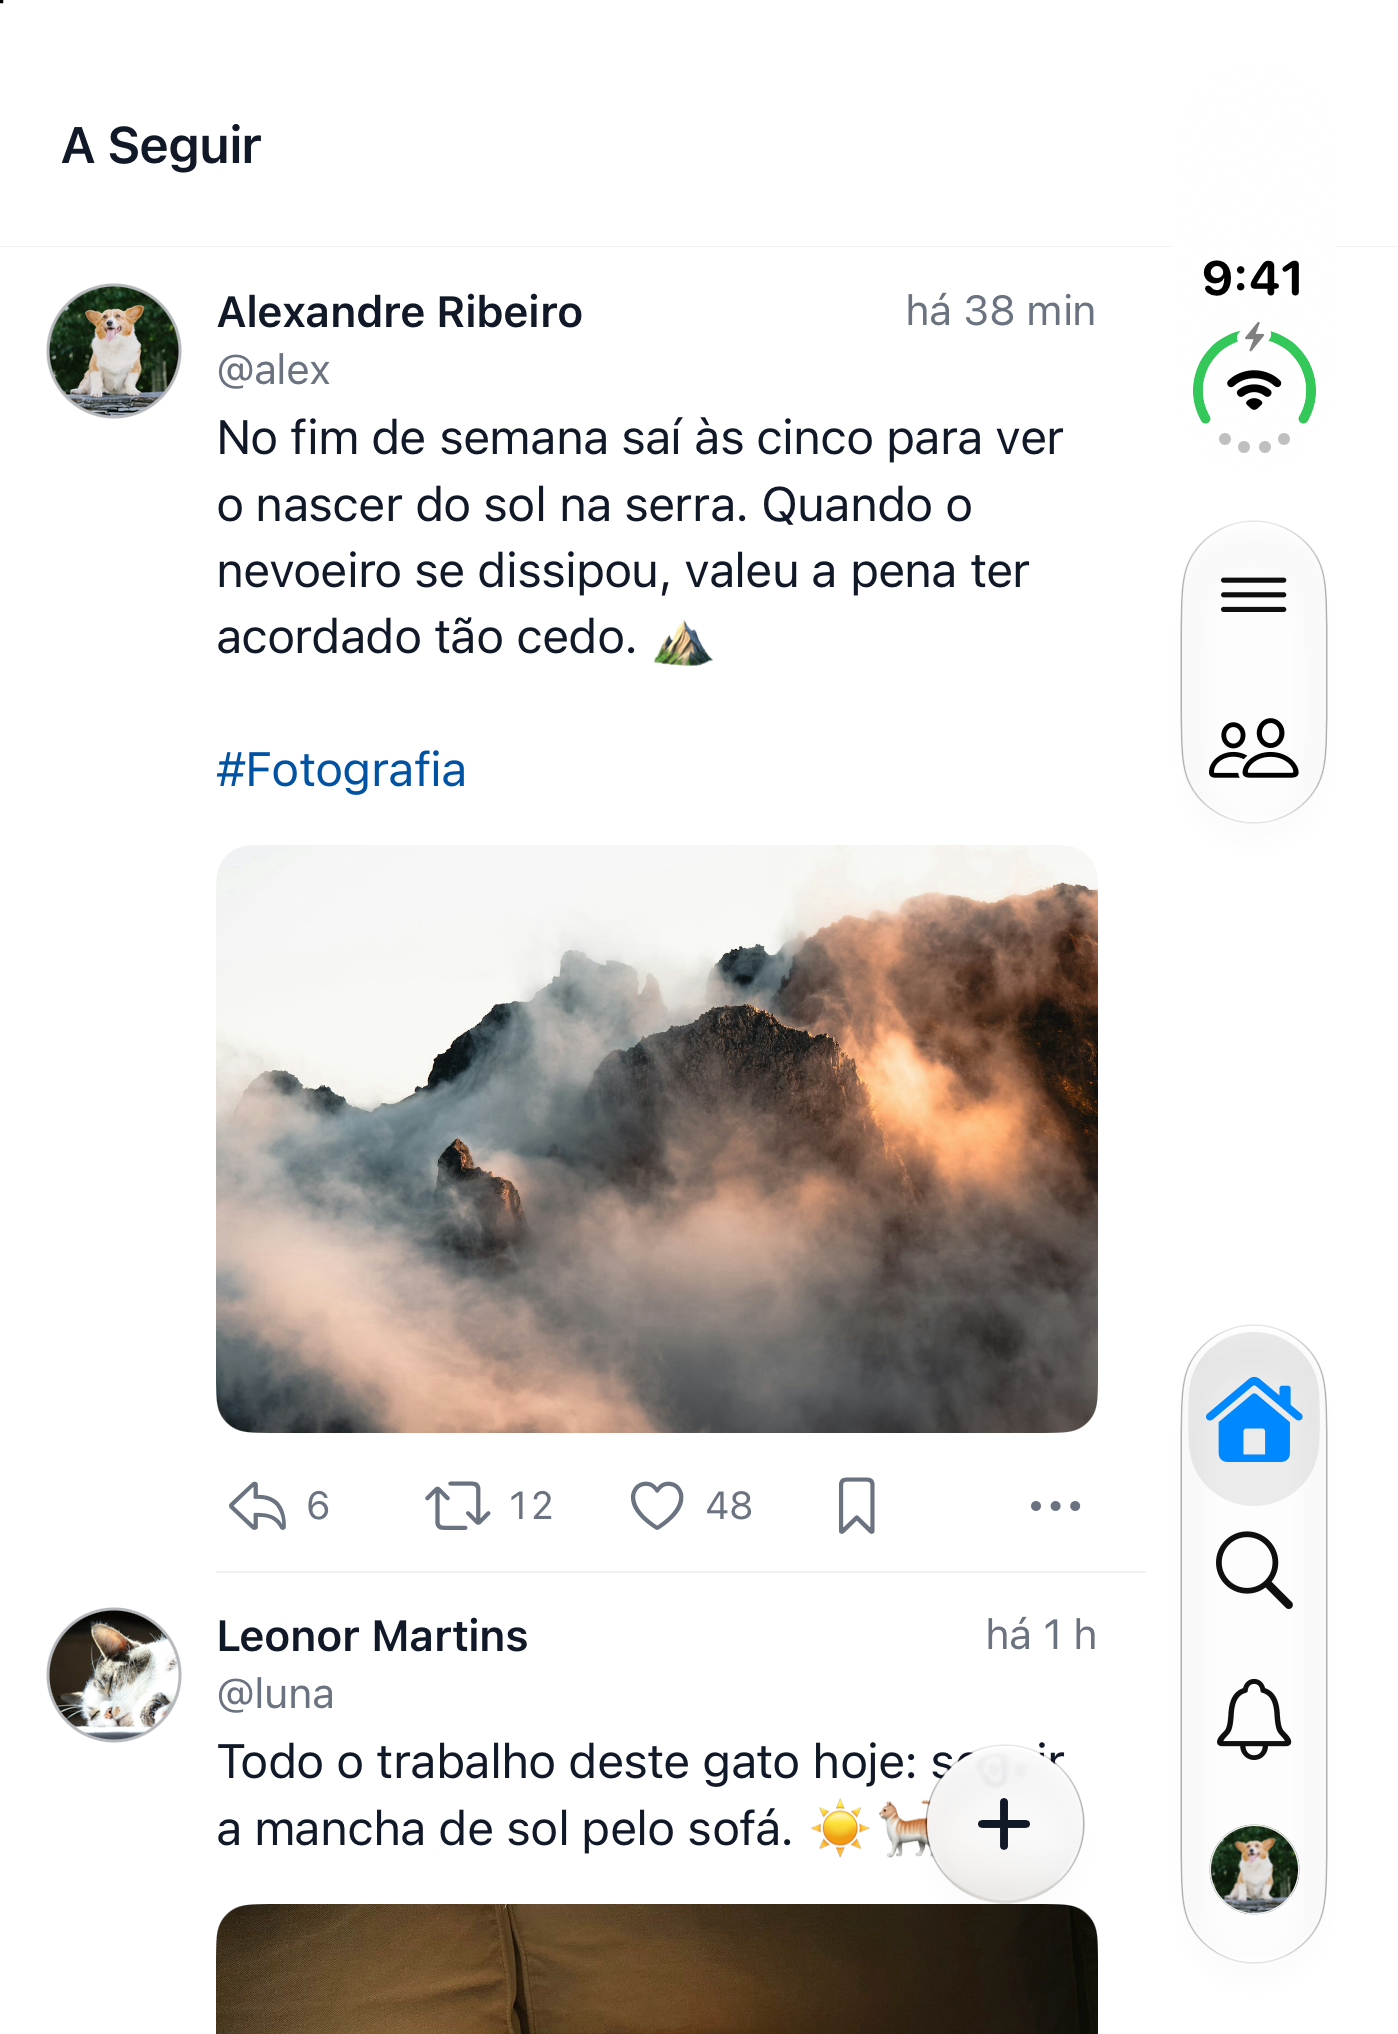 A Seguir
9:41
Alexandre Ribeiro
há 38 min
@alex
No fim de semana saí às cinco para ver
o nascer do sol na serra. Quando o
nevoeiro se dissipou, valeu a pena ter
acordado tão cedo. ⛰️
#Fotografia
6
12
48
Leonor Martins
há 1 h
@luna
Todo o trabalho deste gato hoje:
a mancha de sol pelo sofá. ☀️🐈